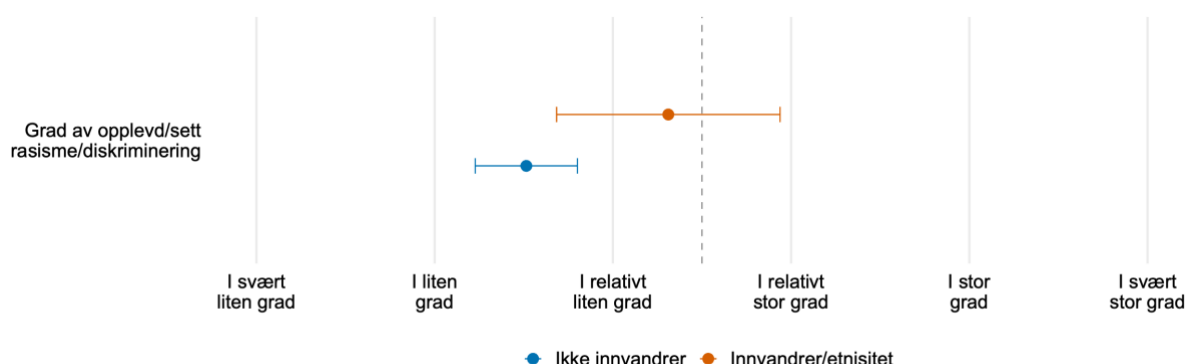 Grad av opplevd/sett
rasisme/diskriminering
I svært
liten grad
I liten
grad
I relativt
liten grad
I relativt
stor grad
I stor
grad
I svært
stor grad
Ikke innvandrer
Innvandrer/etnisitet